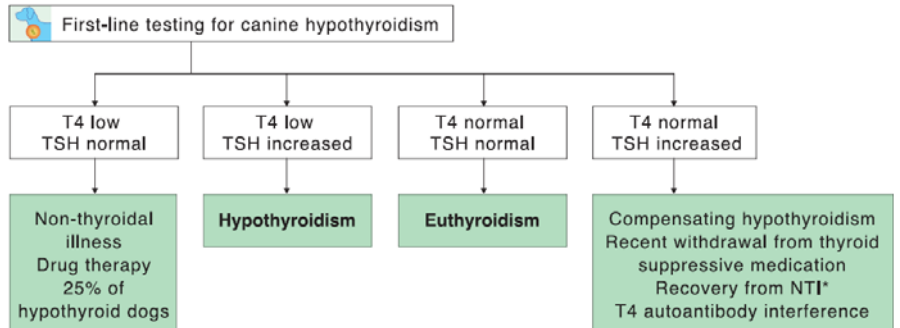 First-line testing for canine hypothyroidism
T4 low
TSH normal
T4 low
TSH increased
T4 normal
TSH normal
T4 normal
TSH increased
Non-thyroidal
illness
Drug therapy
25% of
hypothyroid dogs
Hypothyroidism
Euthyroidism
Compensating hypothyroidism
Recent withdrawal from thyroid
suppressive medication
Recovery from NTI*
T4 autoantibody interference